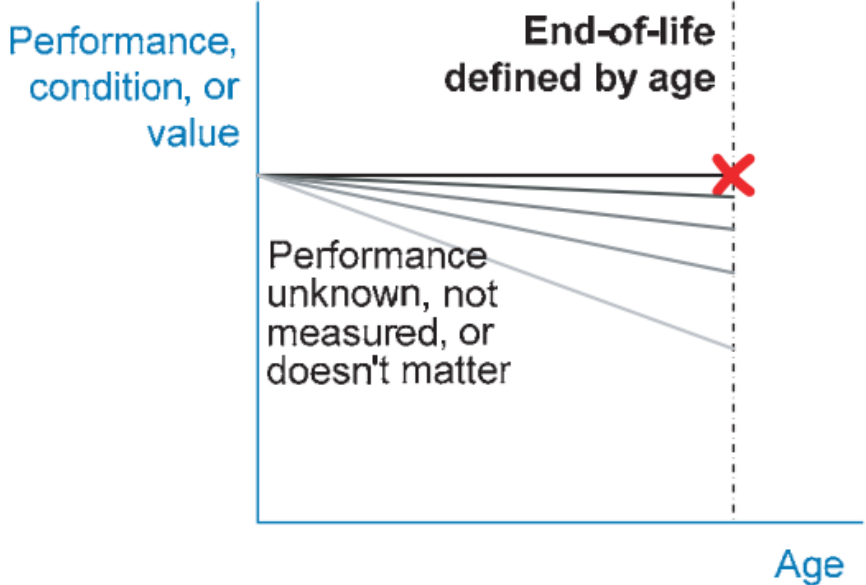 Performance,
condition, or
value
End-of-life
defined by age
Performance
unknown, not
measured, or
doesn't matter
Age